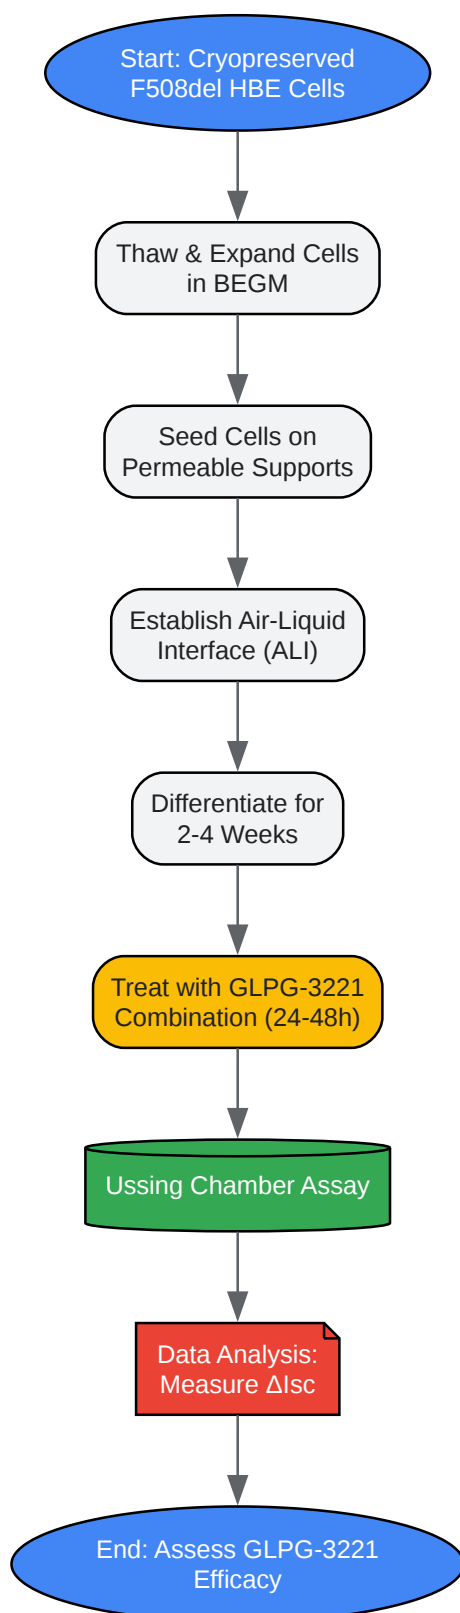 Start: Cryopreserved
F508del HBE Cells
Thaw & Expand Cells
in BEGM
Seed Cells on
Permeable Supports
Establish Air-Liquid
Interface (ALI)
Differentiate for
2-4 Weeks
Treat with GLPG-3221
Combination (24-48h)
Ussing Chamber Assay
Data Analysis:
Measure ΔIsc
End: Assess GLPG-3221
Efficacy